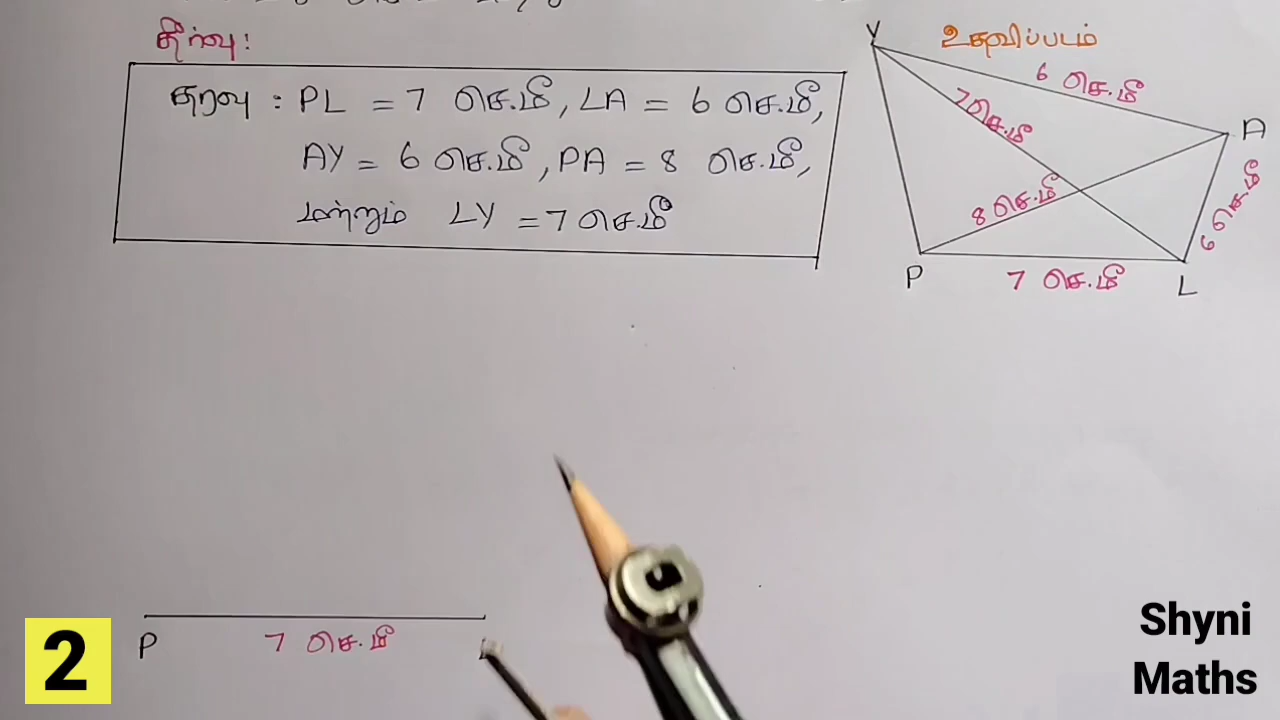 தீர்வு:
உதவிப்படம்
தரவு : PL = 7 செ.மீ, LA = 6 செ.மீ,
AY = 6 செ.மீ, PA = 8 செ.மீ,
மற்றும் LY = 7 செ.மீ
Y
6 செ.மீ
7 செ.மீ
A
8 செ.மீ
6 செ.மீ
P
7 செ.மீ
L
P 7 செ.மீ
2
Shyni
Maths